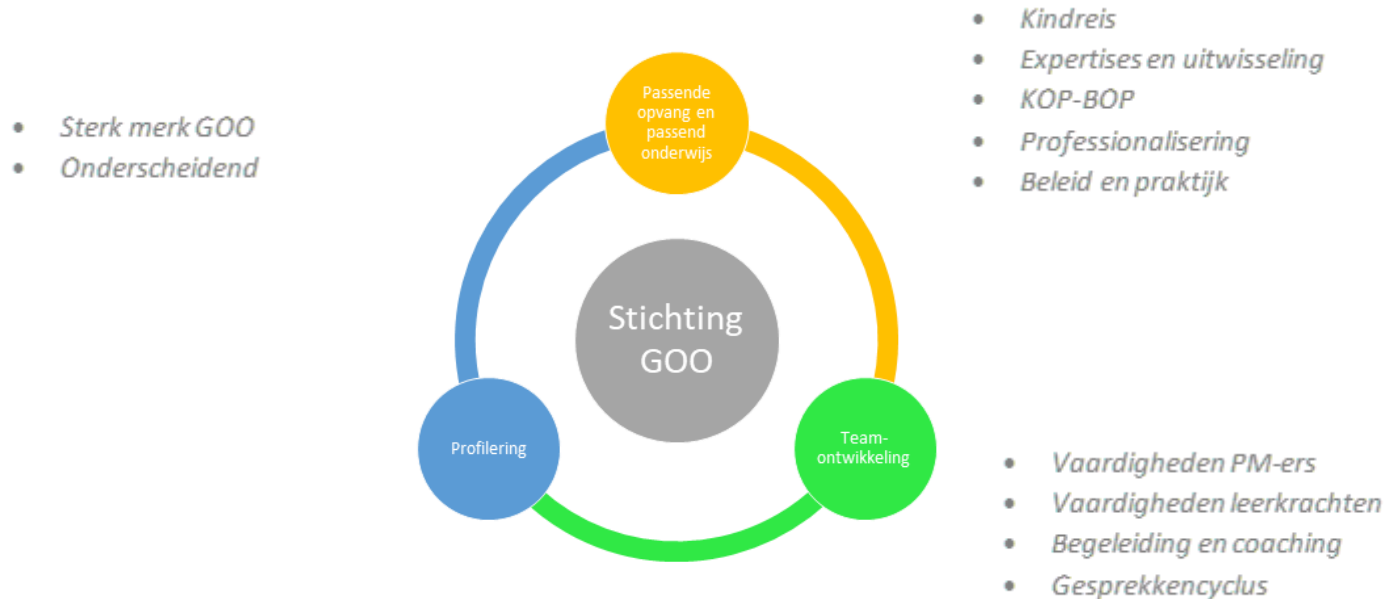 • Sterk merk GOO
• Onderscheidend
Passende
opvang en
passend
onderwijs
• Kindreis
• Expertises en uitwisseling
• KOP-BOP
• Professionalisering
• Beleid en praktijk
Stichting
GOO
Profilering
Team-
ontwikkeling
• Vaardigheden PM-ers
• Vaardigheden leerkrachten
• Begeleiding en coaching
• Gesprekkencyclus